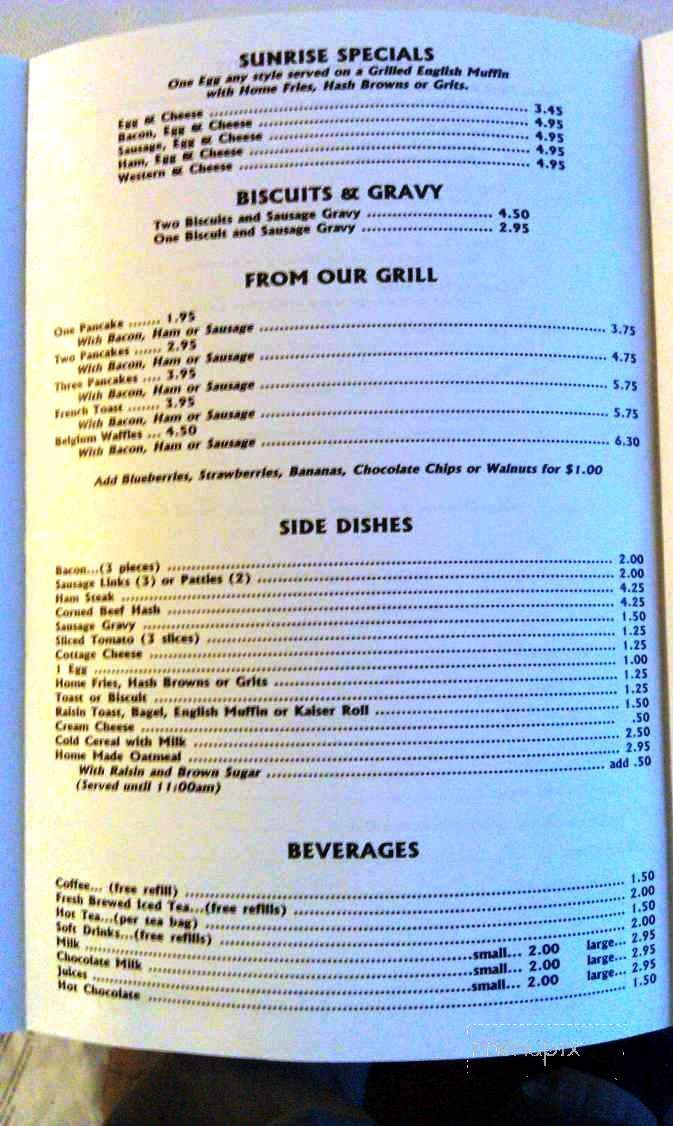 SUNRISE SPECIALS
One Egg any style served on a Grilled English Muffin
with Home Fries, Hash Browns or Grits.
Egg & Cheese ........ 3.45
Bacon, Egg & Cheese ........ 4.95
Sausage, Egg & Cheese ........ 4.95
Ham, Egg & Cheese ........ 4.95
Western & Cheese ........ 4.95
BISCUITS & GRAVY
Two Biscuits and Sausage Gravy ........ 4.50
One Biscuit and Sausage Gravy ........ 2.95
FROM OUR GRILL
One Pancake ....... 1.95
With Bacon, Ham or Sausage ........ 3.75
Two Pancakes ...... 2.95
With Bacon, Ham or Sausage ........ 4.75
Three Pancakes .... 3.95
With Bacon, Ham or Sausage ........ 5.75
French Toast ....... 3.95
With Bacon, Ham or Sausage ........ 5.75
Belgium Waffles ... 4.50
With Bacon, Ham or Sausage ........ 6.30
Add Blueberries, Strawberries, Bananas, Chocolate Chips or Walnuts for $1.00
SIDE DISHES
Bacon...(3 pieces) ........ 2.00
Sausage Links (3) or Patties (2) ........ 2.00
Ham Steak ........ 4.25
Corned Beef Hash ........ 4.25
Sausage Gravy ........ 1.50
Sliced Tomato (3 slices) ........ 1.25
Cottage Cheese ........ 1.25
1 Egg ........ 1.00
Home Fries, Hash Browns or Grits ........ 1.25
Toast or Biscuit ........ 1.25
Raisin Toast, Bagel, English Muffin or Kaiser Roll ........ 1.50
Cream Cheese ........ .50
Cold Cereal with Milk ........ 2.50
Home Made Oatmeal ........ 2.95
With Raisin and Brown Sugar ........ add .50
(Served until 11:00am)
BEVERAGES
Coffee... (free refill) ........ 1.50
Fresh Brewed Iced Tea...(free refills) ........ 2.00
Hot Tea...(per tea bag) ........ 1.50
Soft Drinks...(free refills) ........ 2.00
Milk ........ small... 2.00 large... 2.95
Chocolate Milk ........ small... 2.00 large... 2.95
Juices ........ small... 2.00 large... 2.95
Hot Chocolate ........ 1.50